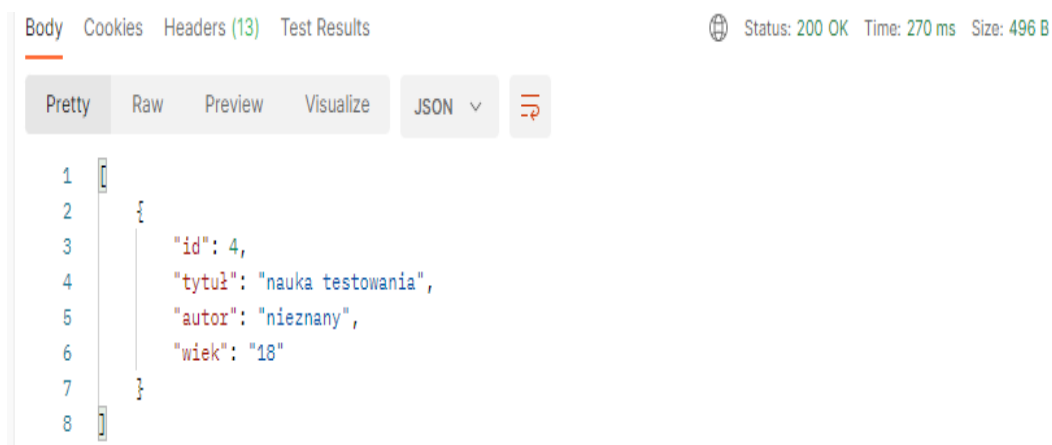 Body Cookies Headers (13) Test Results Status: 200 OK Time: 270 ms Size: 496 B
Pretty Raw Preview Visualize JSON
1 [
2 {
3 "id": 4,
4 "tytuł": "nauka testowania",
5 "autor": "nieznany",
6 "wiek": "18"
7 }
8 ]